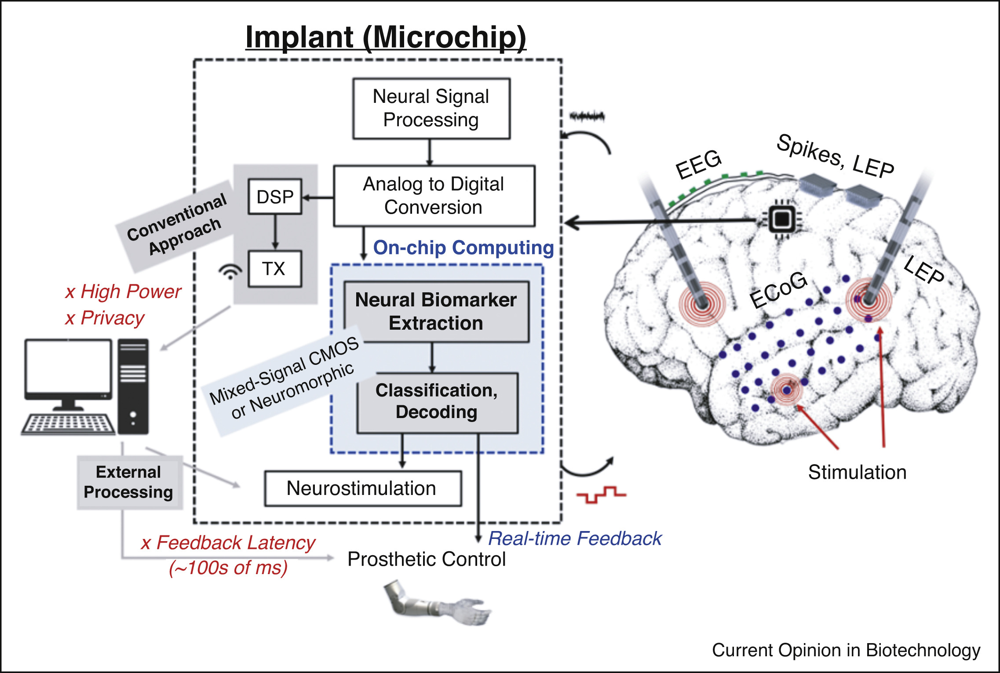 Implant (Microchip)
Neural Signal
Processing
Analog to Digital
Conversion
DSP
TX
Conventional
Approach
On-chip Computing
x High Power
x Privacy
Neural Biomarker
Extraction
Mixed-Signal CMOS
or Neuromorphic
Classification,
Decoding
External
Processing
Neurostimulation
x Feedback Latency
(~100s of ms)
Real-time Feedback
Prosthetic Control
EEG
Spikes, LEP
ECoG
LEP
Stimulation
Current Opinion in Biotechnology